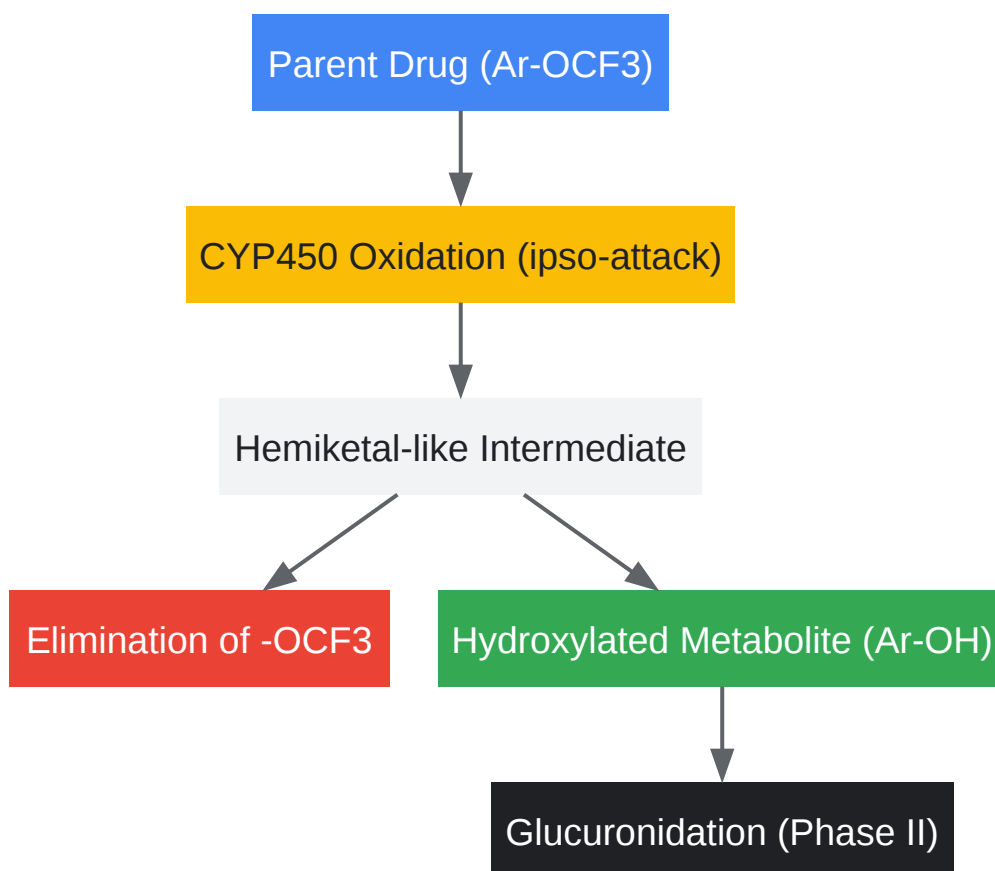 Parent Drug (Ar-OCF3)
CYP450 Oxidation (ipso-attack)
Hemiketal-like Intermediate
Elimination of -OCF3
Hydroxylated Metabolite (Ar-OH)
Glucuronidation (Phase II)